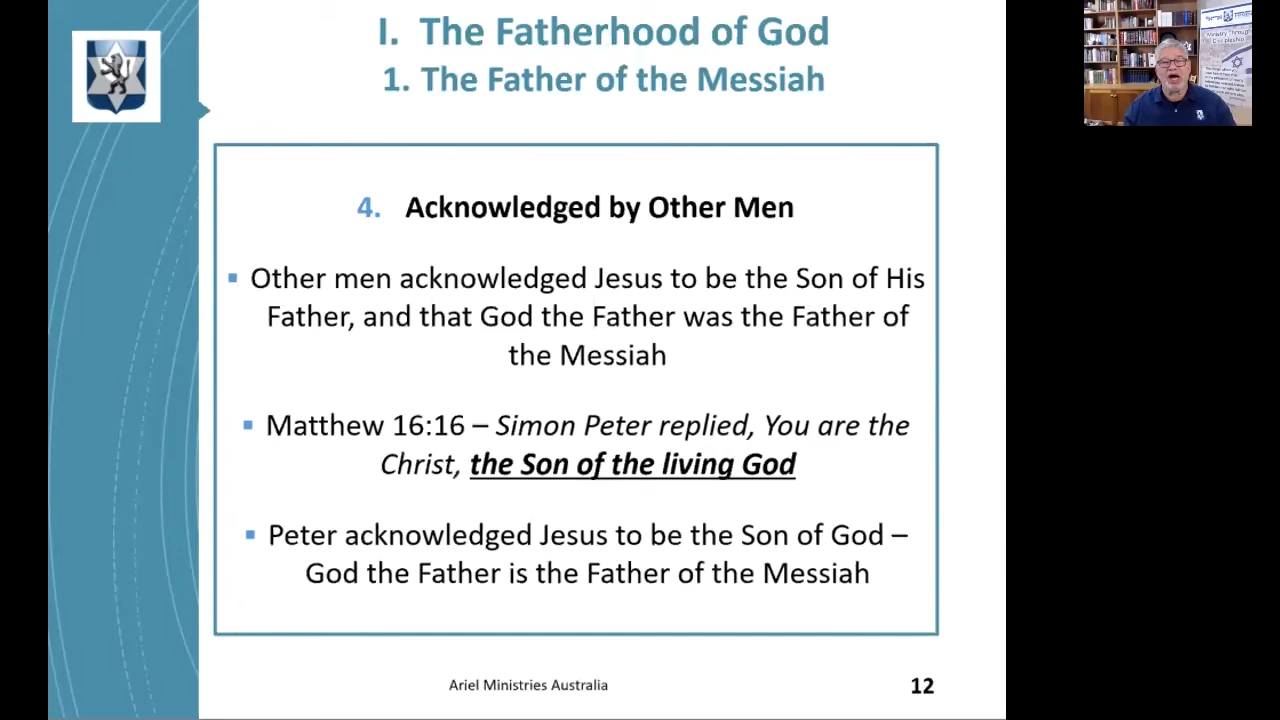 I. The Fatherhood of God
1. The Father of the Messiah
4. Acknowledged by Other Men
▪ Other men acknowledged Jesus to be the Son of His
Father, and that God the Father was the Father of
the Messiah
▪ Matthew 16:16 – Simon Peter replied, You are the
Christ, the Son of the living God
▪ Peter acknowledged Jesus to be the Son of God –
God the Father is the Father of the Messiah
Ariel Ministries Australia
12
Ministry Through
Discipleship